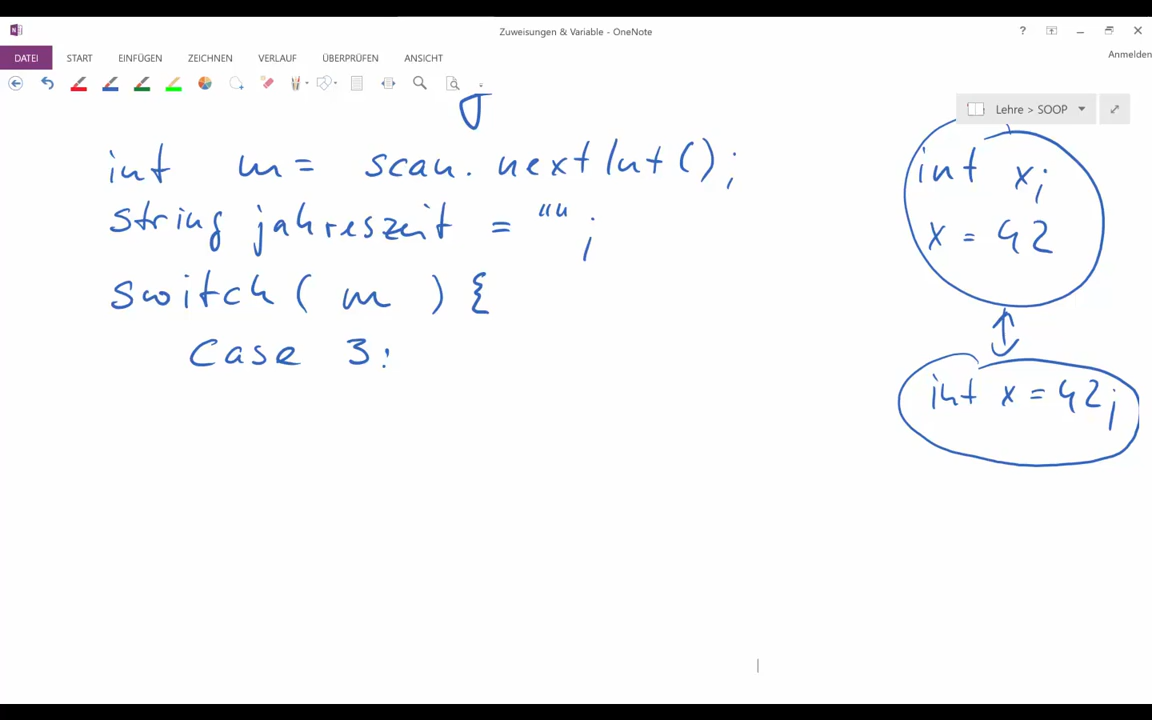 Zuweisungen & Variable - OneNote
?
DATEI START EINFÜGEN ZEICHNEN VERLAUF ÜBERPRÜFEN ANSICHT
Anmelden
Lehre > SOOP
int m = scan.nextInt();
string jahreszeit = "";
switch ( m ) {
case 3:
int x;
x = 42
int x = 42;